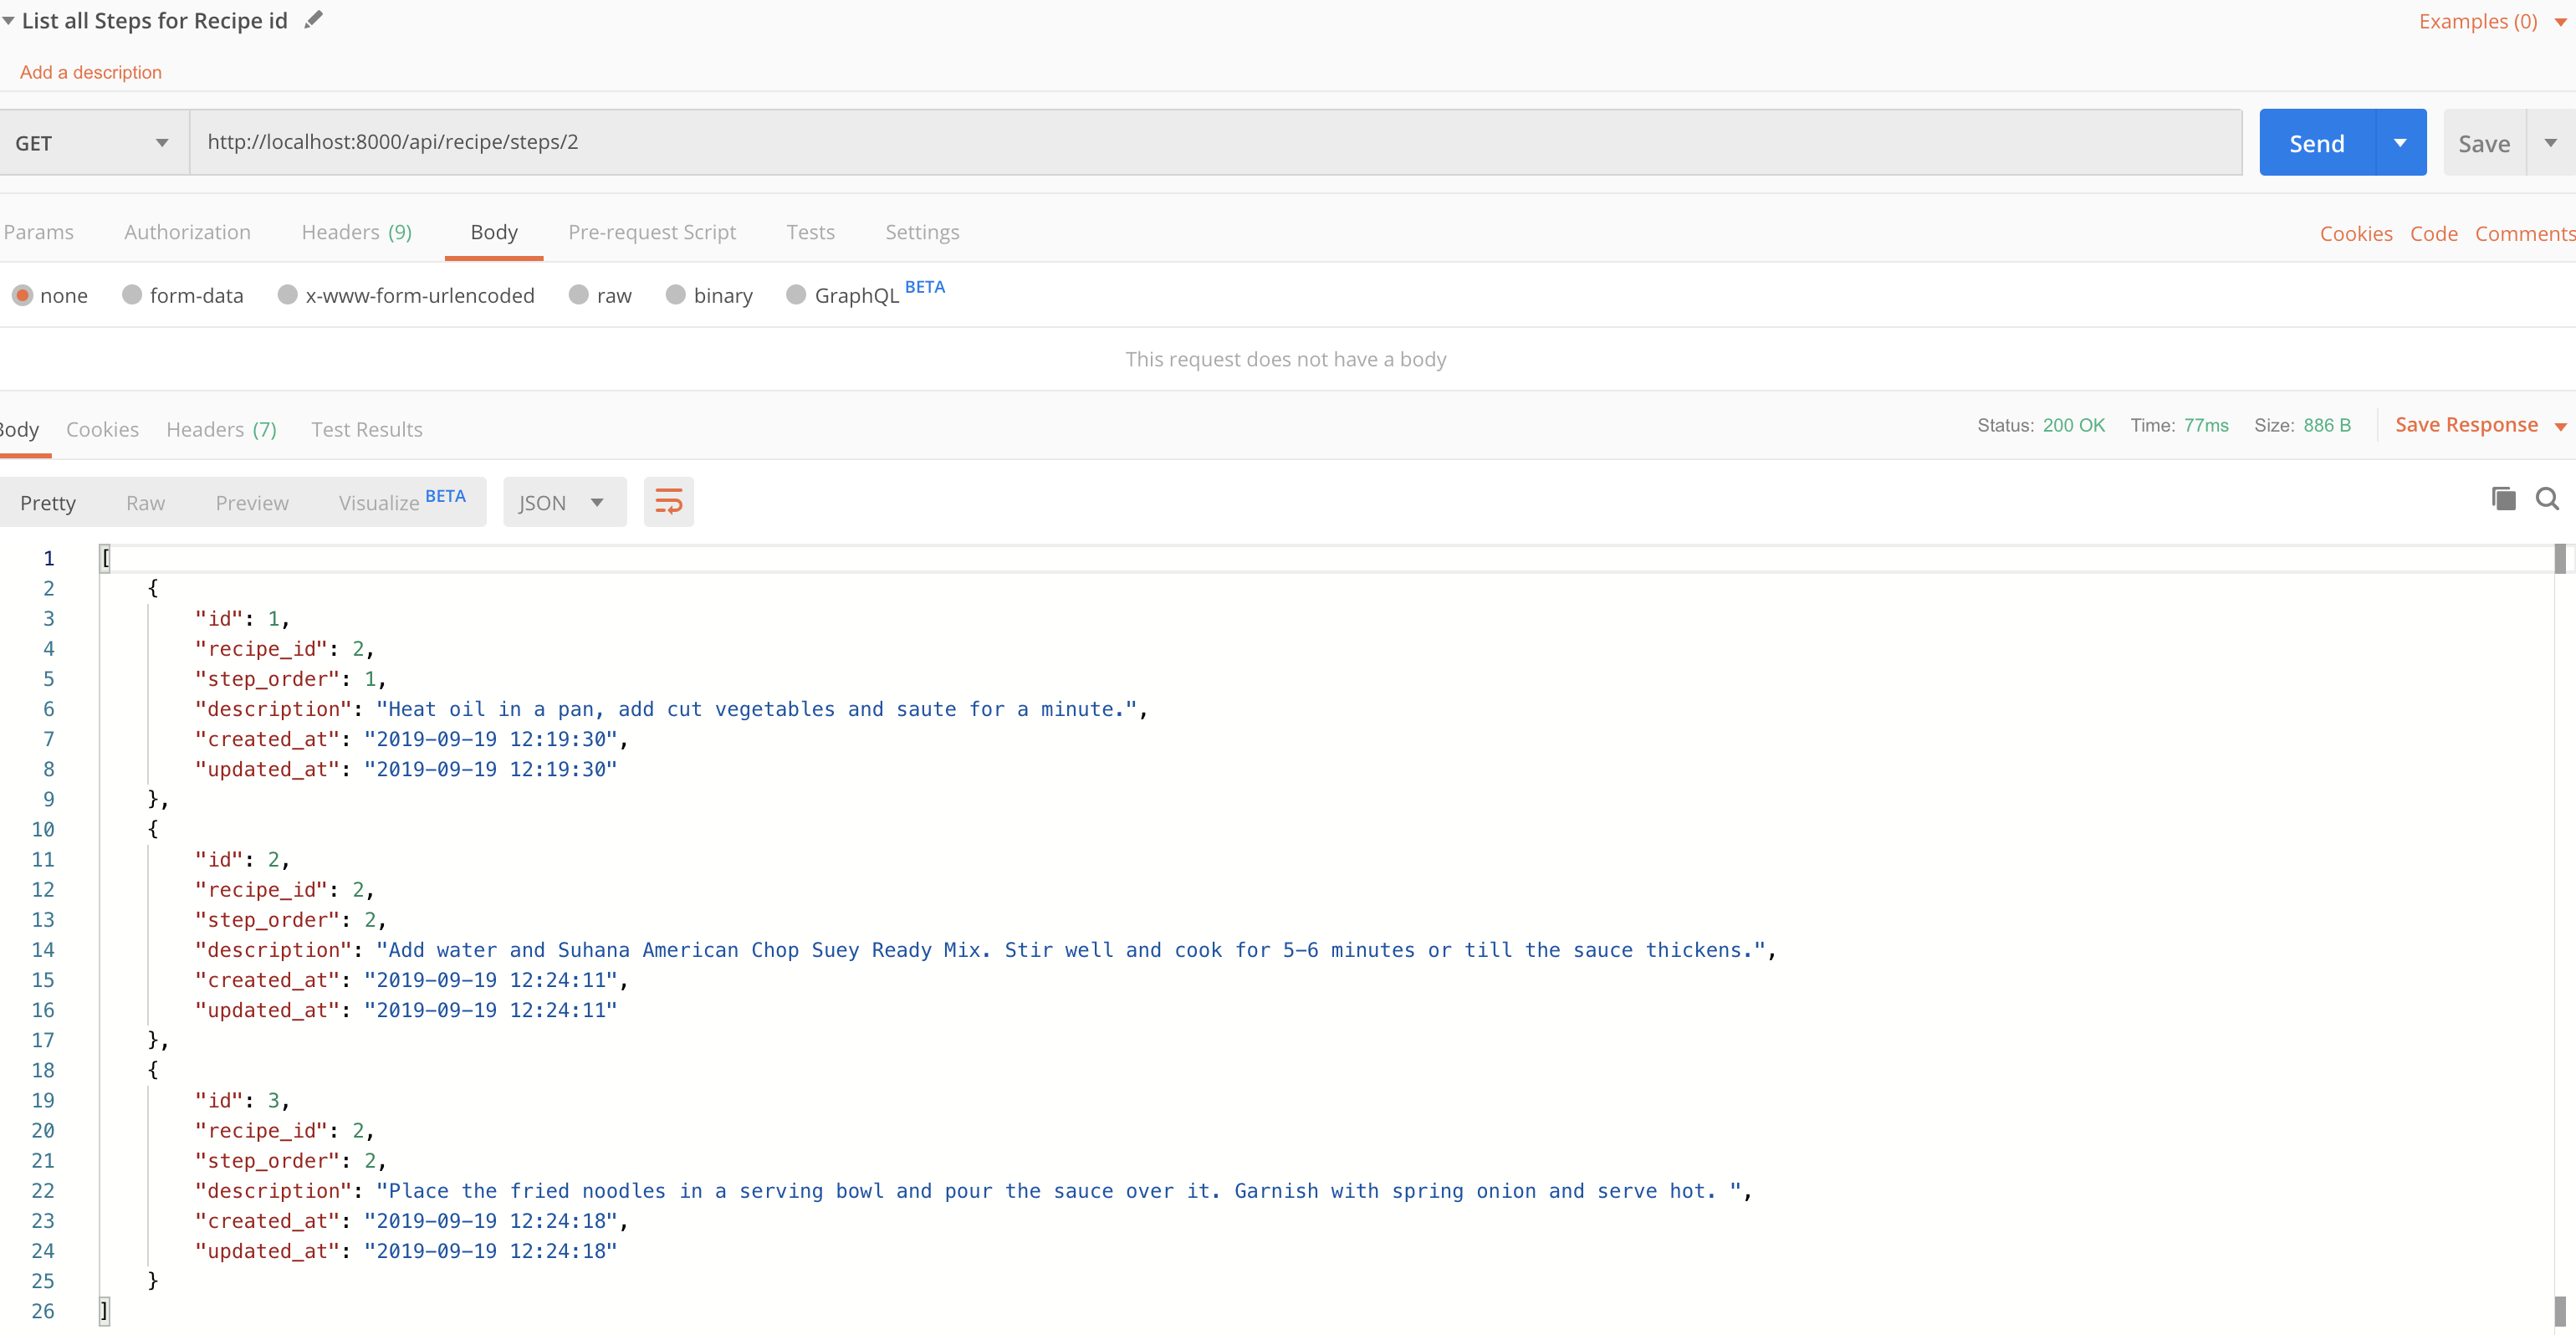 List all Steps for Recipe id
Examples (0)
Add a description
GET http://localhost:8000/api/recipe/steps/2 Send Save
Params Authorization Headers (9) Body Pre-request Script Tests Settings Cookies Code Comments
none form-data x-www-form-urlencoded raw binary GraphQL BETA
This request does not have a body
Body Cookies Headers (7) Test Results Status: 200 OK Time: 77ms Size: 886 B Save Response
Pretty Raw Preview Visualize BETA JSON
1 [
2 {
3 "id": 1,
4 "recipe_id": 2,
5 "step_order": 1,
6 "description": "Heat oil in a pan, add cut vegetables and saute for a minute.",
7 "created_at": "2019-09-19 12:19:30",
8 "updated_at": "2019-09-19 12:19:30"
9 },
10 {
11 "id": 2,
12 "recipe_id": 2,
13 "step_order": 2,
14 "description": "Add water and Suhana American Chop Suey Ready Mix. Stir well and cook for 5-6 minutes or till the sauce thickens.",
15 "created_at": "2019-09-19 12:24:11",
16 "updated_at": "2019-09-19 12:24:11"
17 },
18 {
19 "id": 3,
20 "recipe_id": 2,
21 "step_order": 2,
22 "description": "Place the fried noodles in a serving bowl and pour the sauce over it. Garnish with spring onion and serve hot. ",
23 "created_at": "2019-09-19 12:24:18",
24 "updated_at": "2019-09-19 12:24:18"
25 }
26 ]